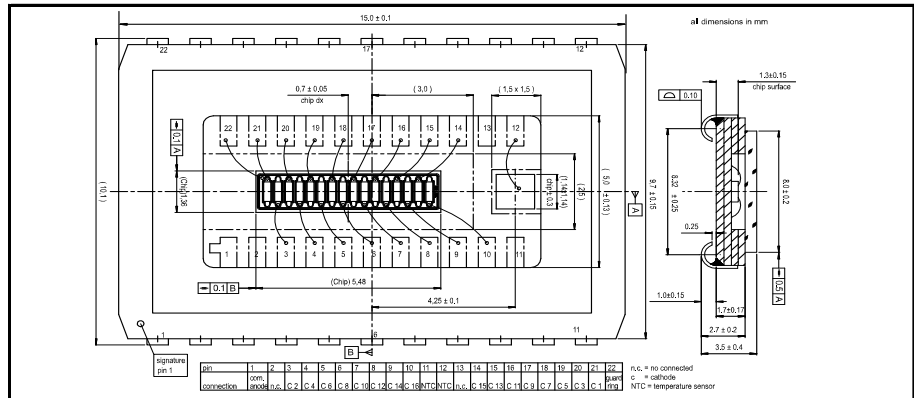 15,0 ± 0.1
all dimensions in mm
22
17
12
0.7 ± 0.05
chip dx
( 3,0 )
( 1,5 x 1,5 )
1.3±0.15
chip surface
0.10
22 21 20 19 18 17 16 15 14 13 12
0.1 A
(Chip)1,36
( 10,1 )
(1.14x1.14)
chip± 0.3
( 2,5 )
( 5,0 ± 0.13 )
A
9.7 ± 0.15
8.32 ± 0.25
8.0 ± 0.2
0.25
1 2 3 4 5 6 7 8 9 10 11
0.1 B
(Chip) 5,48
4,25 ± 0.1
0.5 A
1.0±0.15
1.7±0.17
2.7 ± 0.2
3.5 ± 0.4
1
6
11
B
signature
pin 1
pin 1 2 3 4 5 6 7 8 9 10 11 12 13 14 15 16 17 18 19 20 21 22
connection com. anode n.c. C 2 C 4 C 6 C 8 C 10 C 12 C 14 C 16 NTC NTC n.c. C 15 C 13 C 11 C 9 C 7 C 5 C 3 C 1 guard ring
n.c. = no connected
c = cathode
NTC = temperature sensor